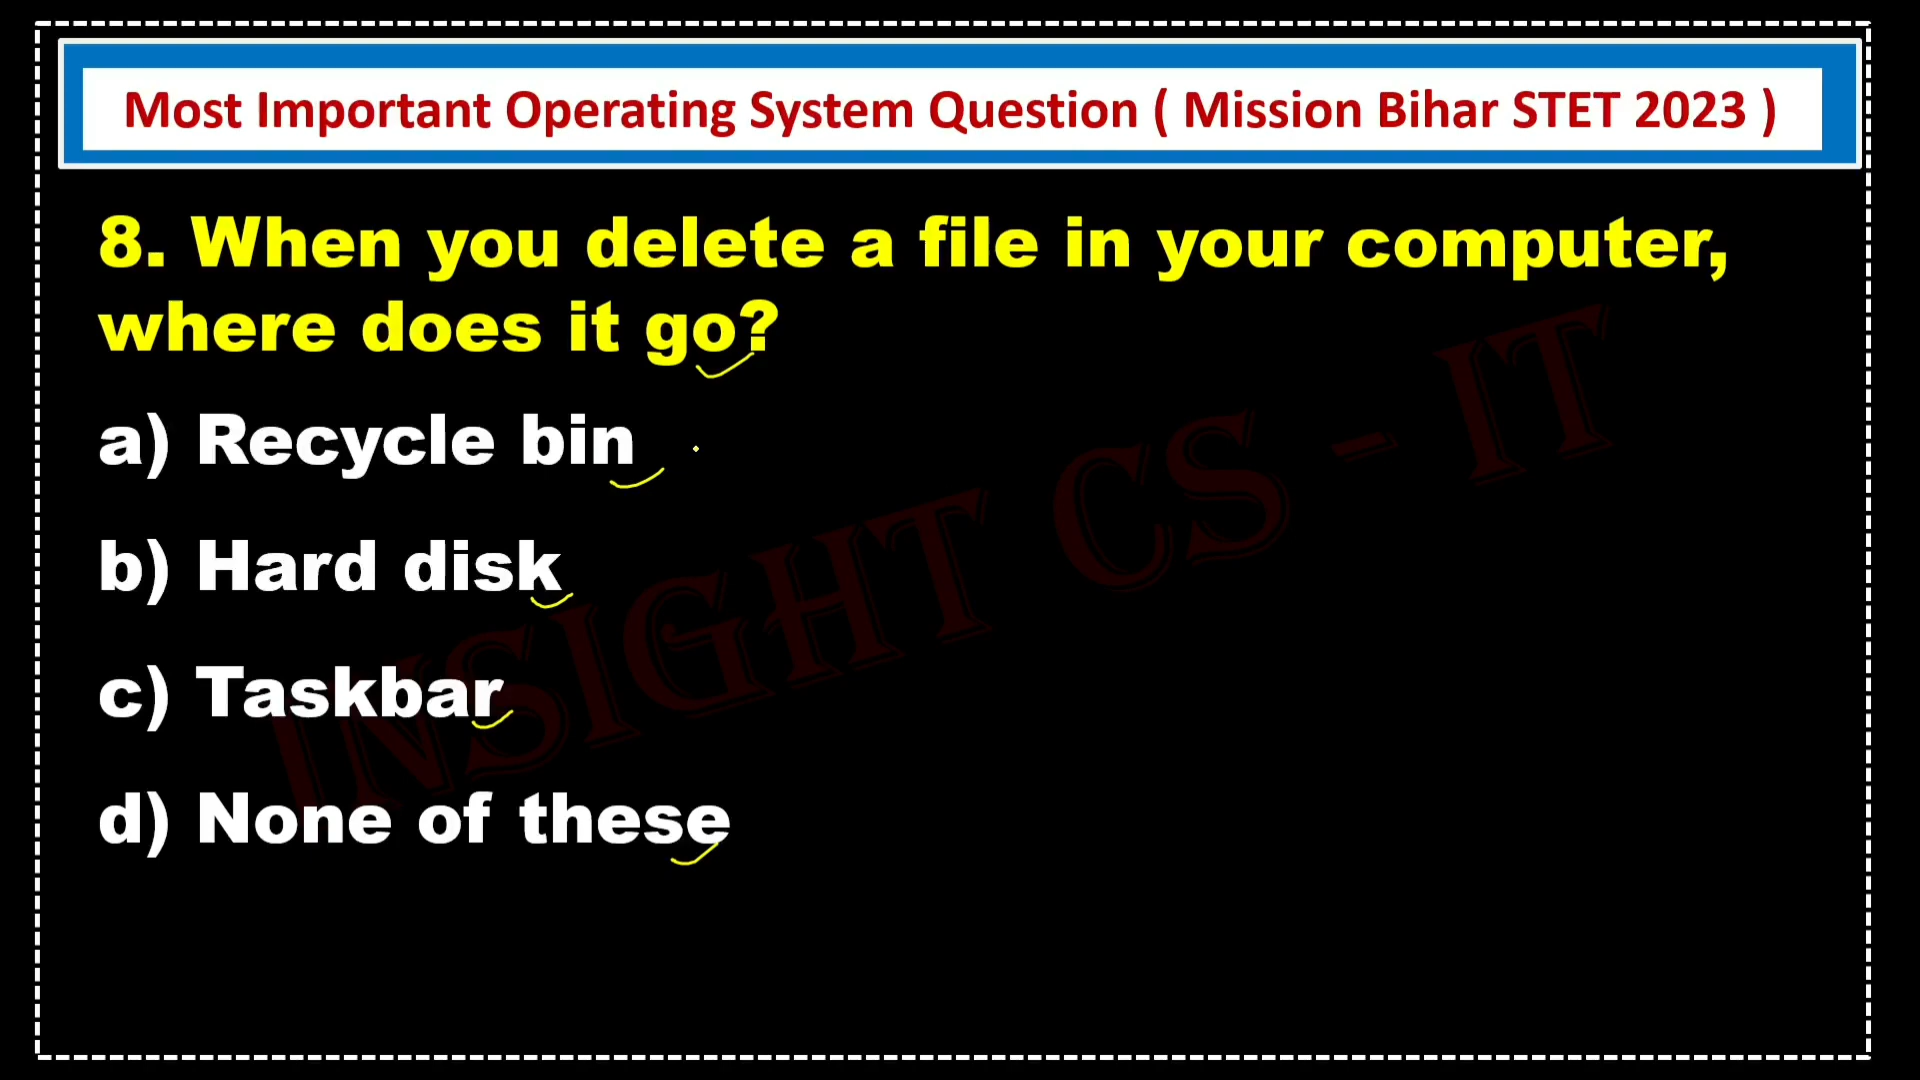 Most Important Operating System Question ( Mission Bihar STET 2023 )
8. When you delete a file in your computer,
where does it go?
a) Recycle bin
b) Hard disk
c) Taskbar
d) None of these
INSIGHT CS - IT